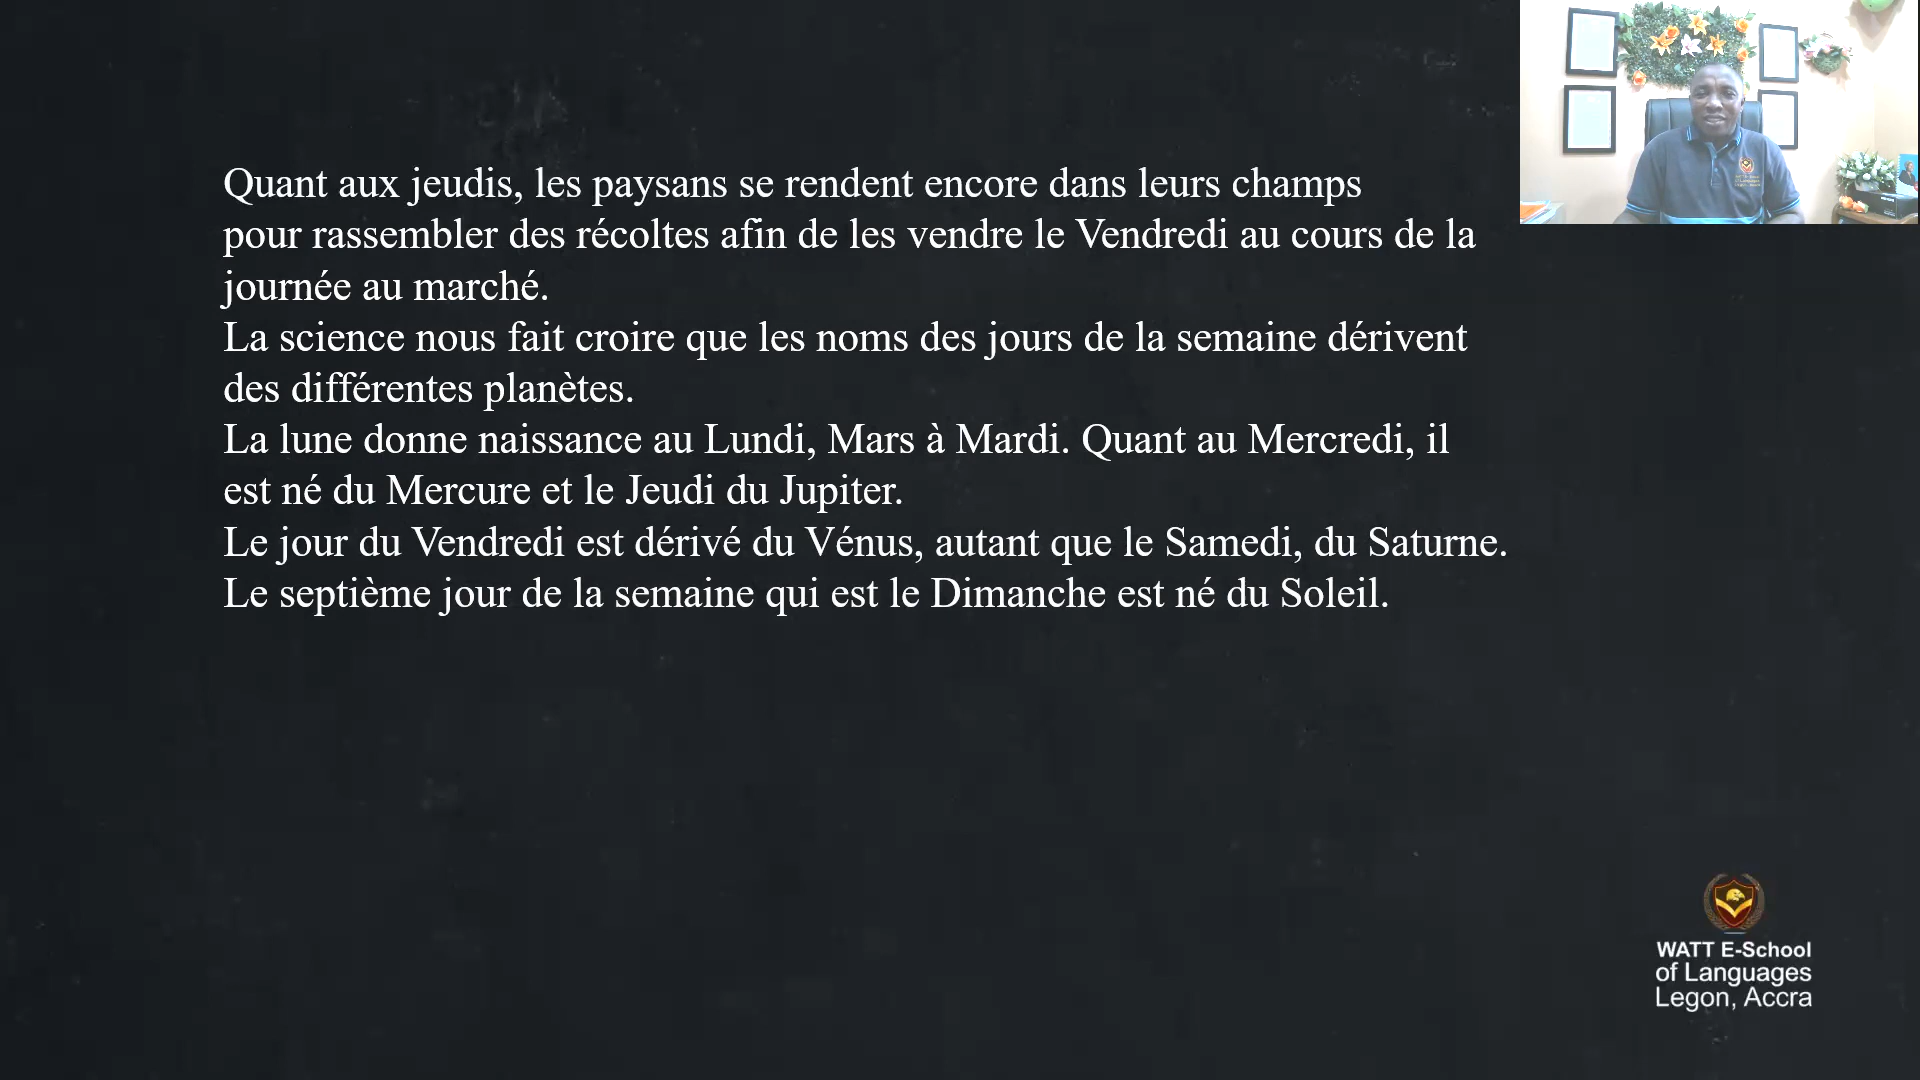 Quant aux jeudis, les paysans se rendent encore dans leurs champs
pour rassembler des récoltes afin de les vendre le Vendredi au cours de la
journée au marché.
La science nous fait croire que les noms des jours de la semaine dérivent
des différentes planètes.
La lune donne naissance au Lundi, Mars à Mardi. Quant au Mercredi, il
est né du Mercure et le Jeudi du Jupiter.
Le jour du Vendredi est dérivé du Vénus, autant que le Samedi, du Saturne.
Le septième jour de la semaine qui est le Dimanche est né du Soleil.
WATT E-School
of Languages
Legon, Accra